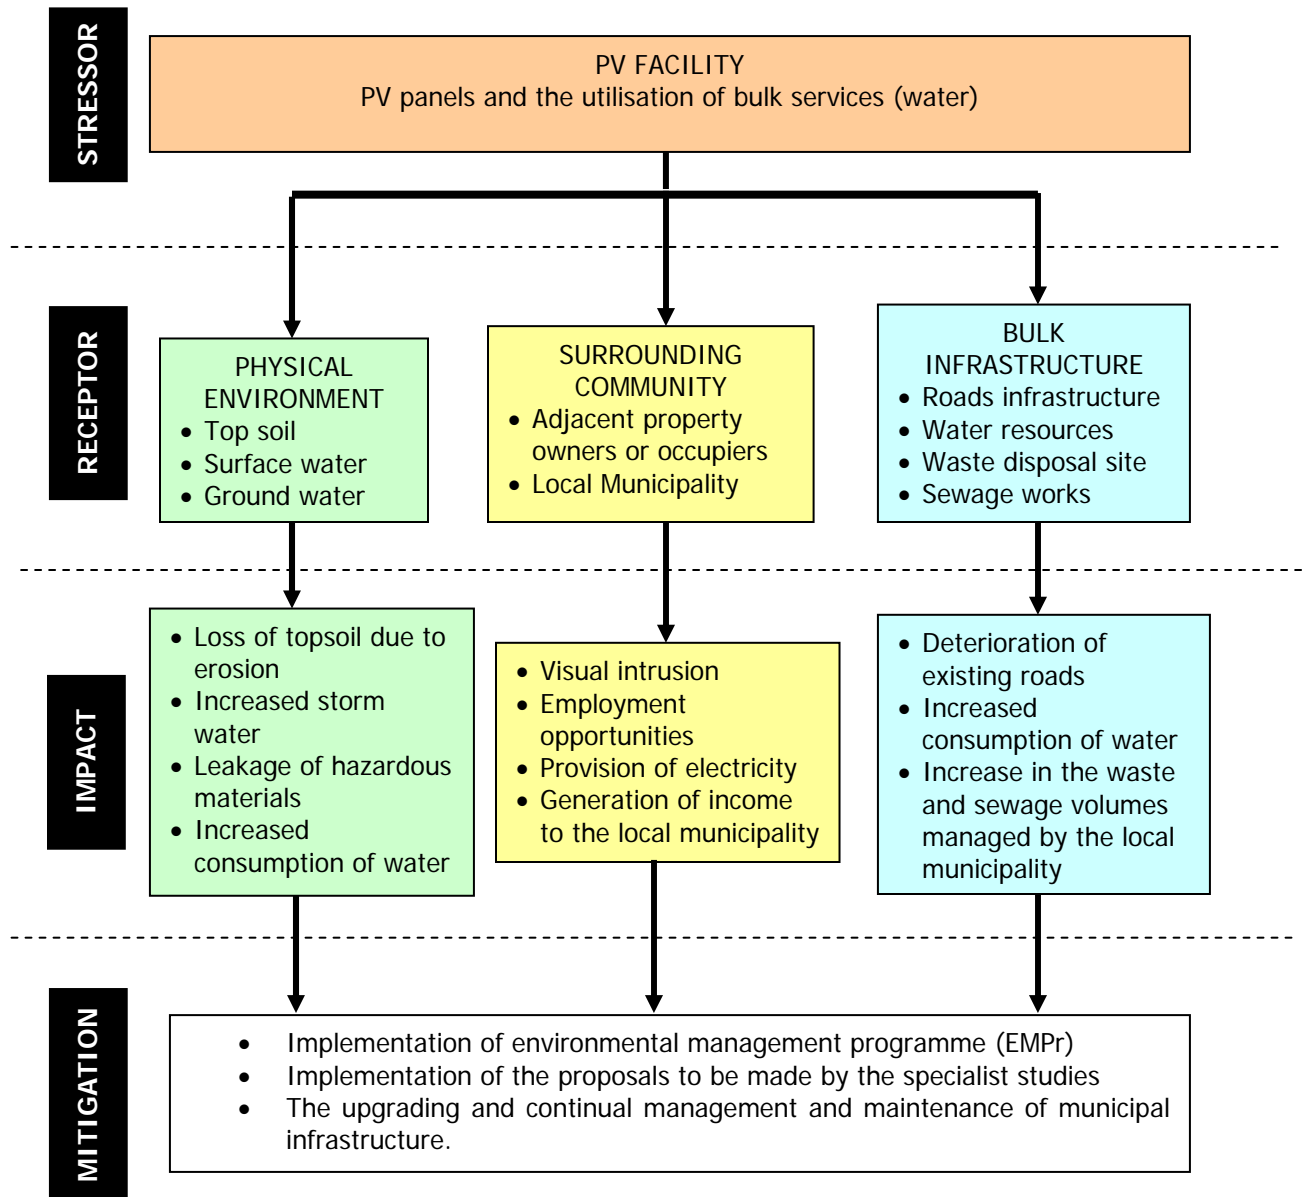 STRESSOR
PV FACILITY
PV panels and the utilisation of bulk services (water)
RECEPTOR
PHYSICAL
ENVIRONMENT
• Top soil
• Surface water
• Ground water
SURROUNDING
COMMUNITY
• Adjacent property
owners or occupiers
• Local Municipality
BULK
INFRASTRUCTURE
• Roads infrastructure
• Water resources
• Waste disposal site
• Sewage works
IMPACT
• Loss of topsoil due to
erosion
• Increased storm
water
• Leakage of hazardous
materials
• Increased
consumption of water
• Visual intrusion
• Employment
opportunities
• Provision of electricity
• Generation of income
to the local municipality
• Deterioration of
existing roads
• Increased
consumption of water
• Increase in the waste
and sewage volumes
managed by the local
municipality
MITIGATION
• Implementation of environmental management programme (EMPr)
• Implementation of the proposals to be made by the specialist studies
• The upgrading and continual management and maintenance of municipal
infrastructure.